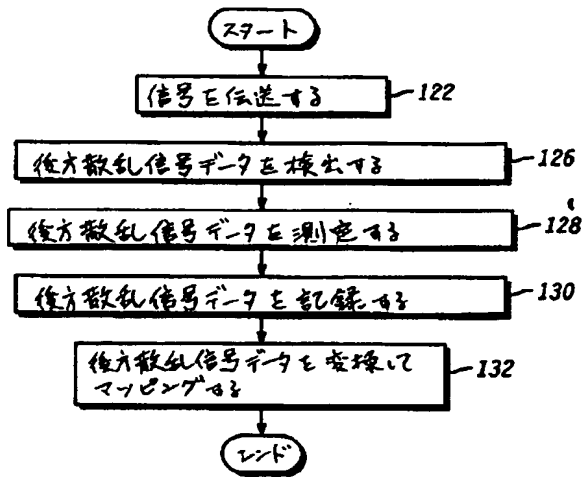 スタート
信号を伝送する
122
後方散乱信号データを検出する
126
後方散乱信号データを測定する
128
後方散乱信号データを記録する
130
後方散乱信号データを変換して
マッピングする
132
エンド